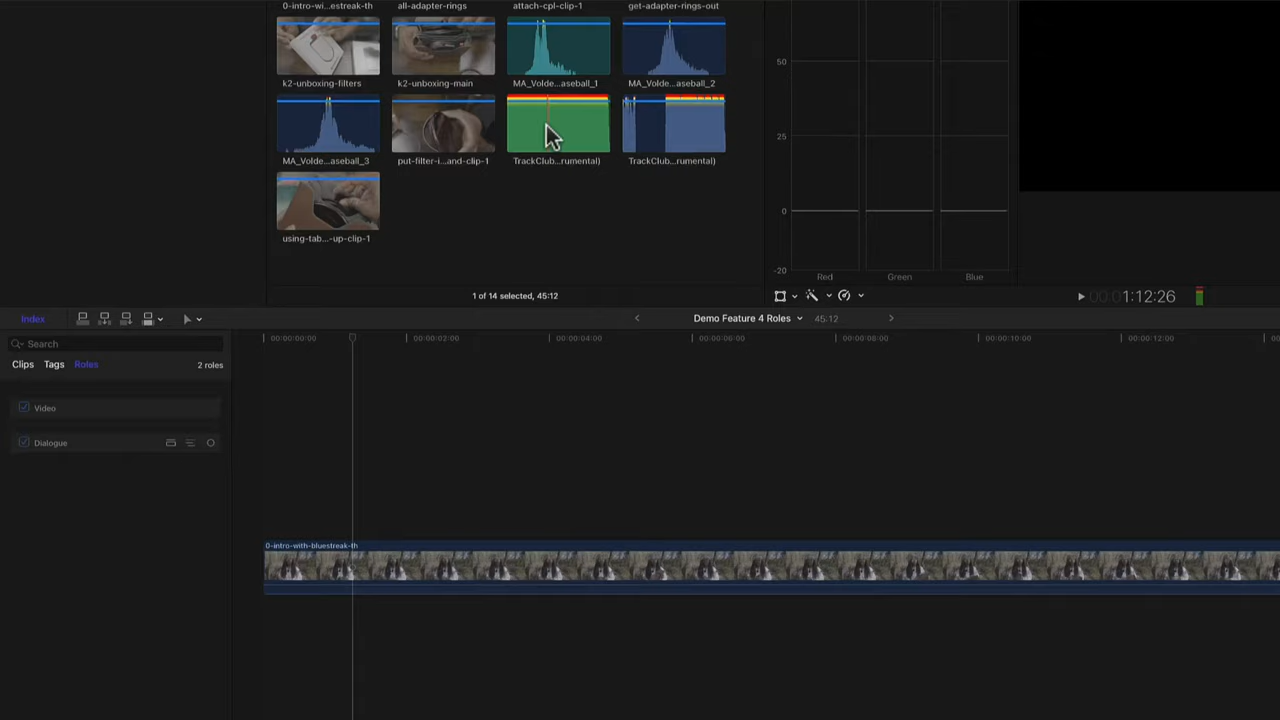 0-intro-wi...estreak-th
all-adapter-rings
attach-cpl-clip-1
get-adapter-rings-out
k2-unboxing-filters
k2-unboxing-main
MA_Volde...aseball_1
MA_Volde...aseball_2
MA_Volde...aseball_3
put-filter-i...and-clip-1
TrackClub...rumental)
TrackClub...rumental)
using-tab...-up-clip-1
1 of 14 selected, 45:12
50
25
0
-20
Red
Green
Blue
00:00:01:12:26
Index
Demo Feature 4 Roles
45:12
Search
Clips
Tags
Roles
2 roles
Video
Dialogue
00:00:00:00
00:00:02:00
00:00:04:00
00:00:06:00
00:00:08:00
00:00:10:00
00:00:12:00
00
0-intro-with-bluestreak-th